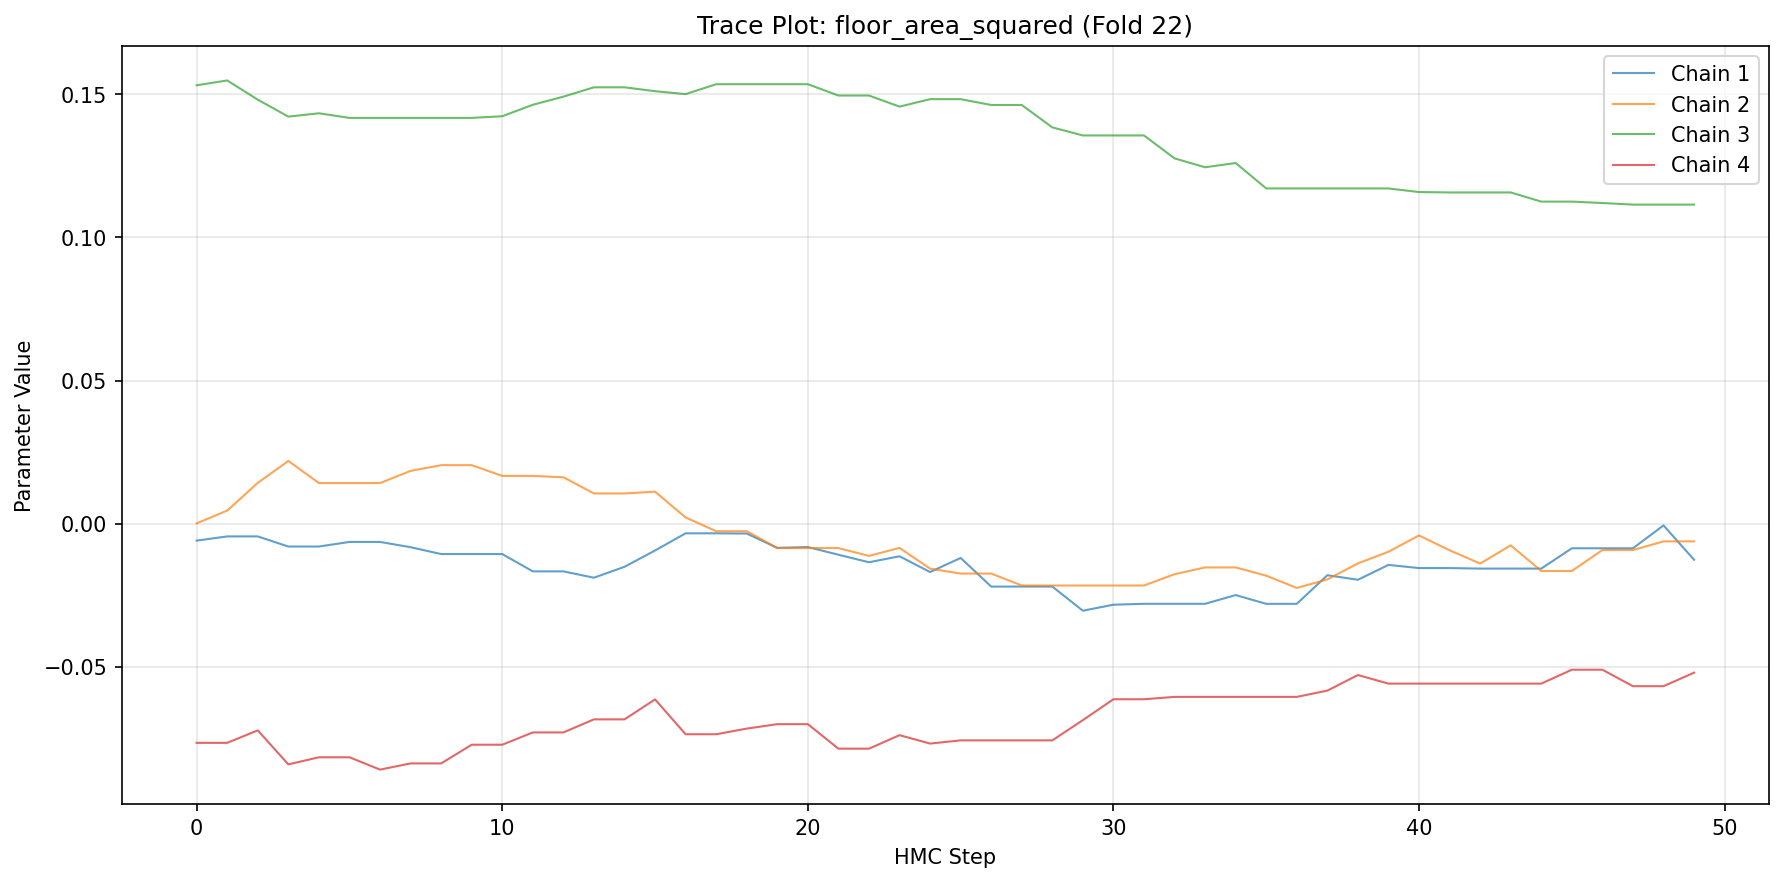 Trace Plot: floor_area_squared (Fold 22)
Chain 1
Chain 2
Chain 3
Chain 4
Parameter Value
0.15
0.10
0.05
0.00
−0.05
0
10
20
30
40
50
HMC Step